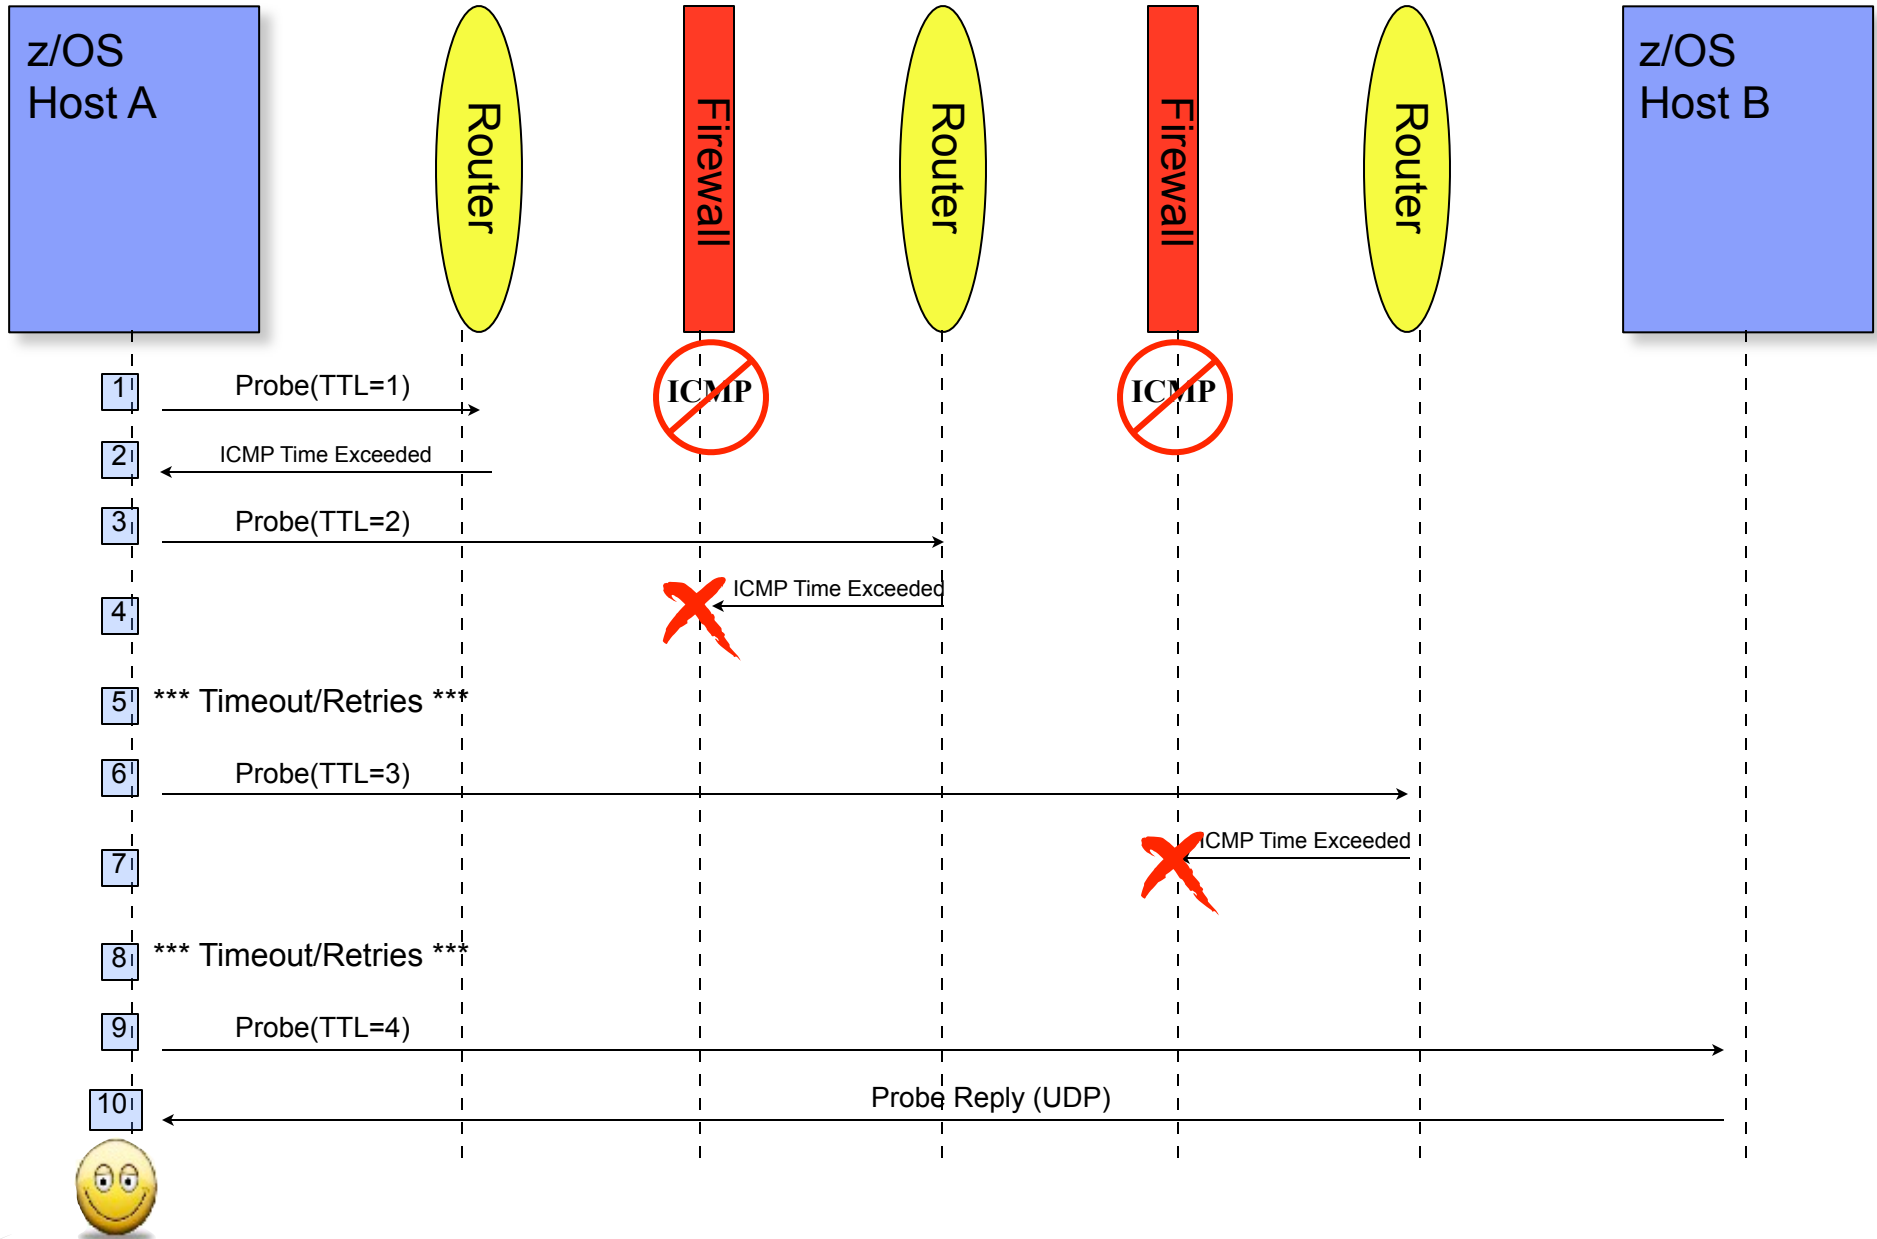 z/OS
Host A
Router
Firewall
Router
Firewall
Router
z/OS
Host B
ICMP
ICMP
1
Probe(TTL=1)
2
ICMP Time Exceeded
3
Probe(TTL=2)
4
ICMP Time Exceeded
5
*** Timeout/Retries ***
6
Probe(TTL=3)
7
ICMP Time Exceeded
8
*** Timeout/Retries ***
9
Probe(TTL=4)
10
Probe Reply (UDP)